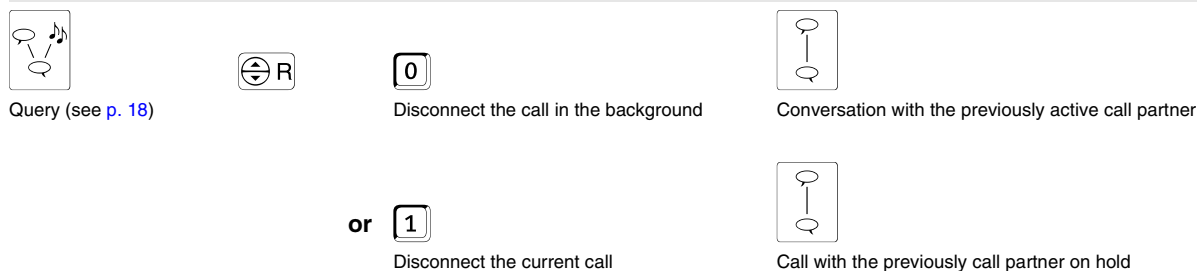 R 0
Query (see p. 18) Disconnect the call in the background Conversation with the previously active call partner
or 1
Disconnect the current call Call with the previously call partner on hold